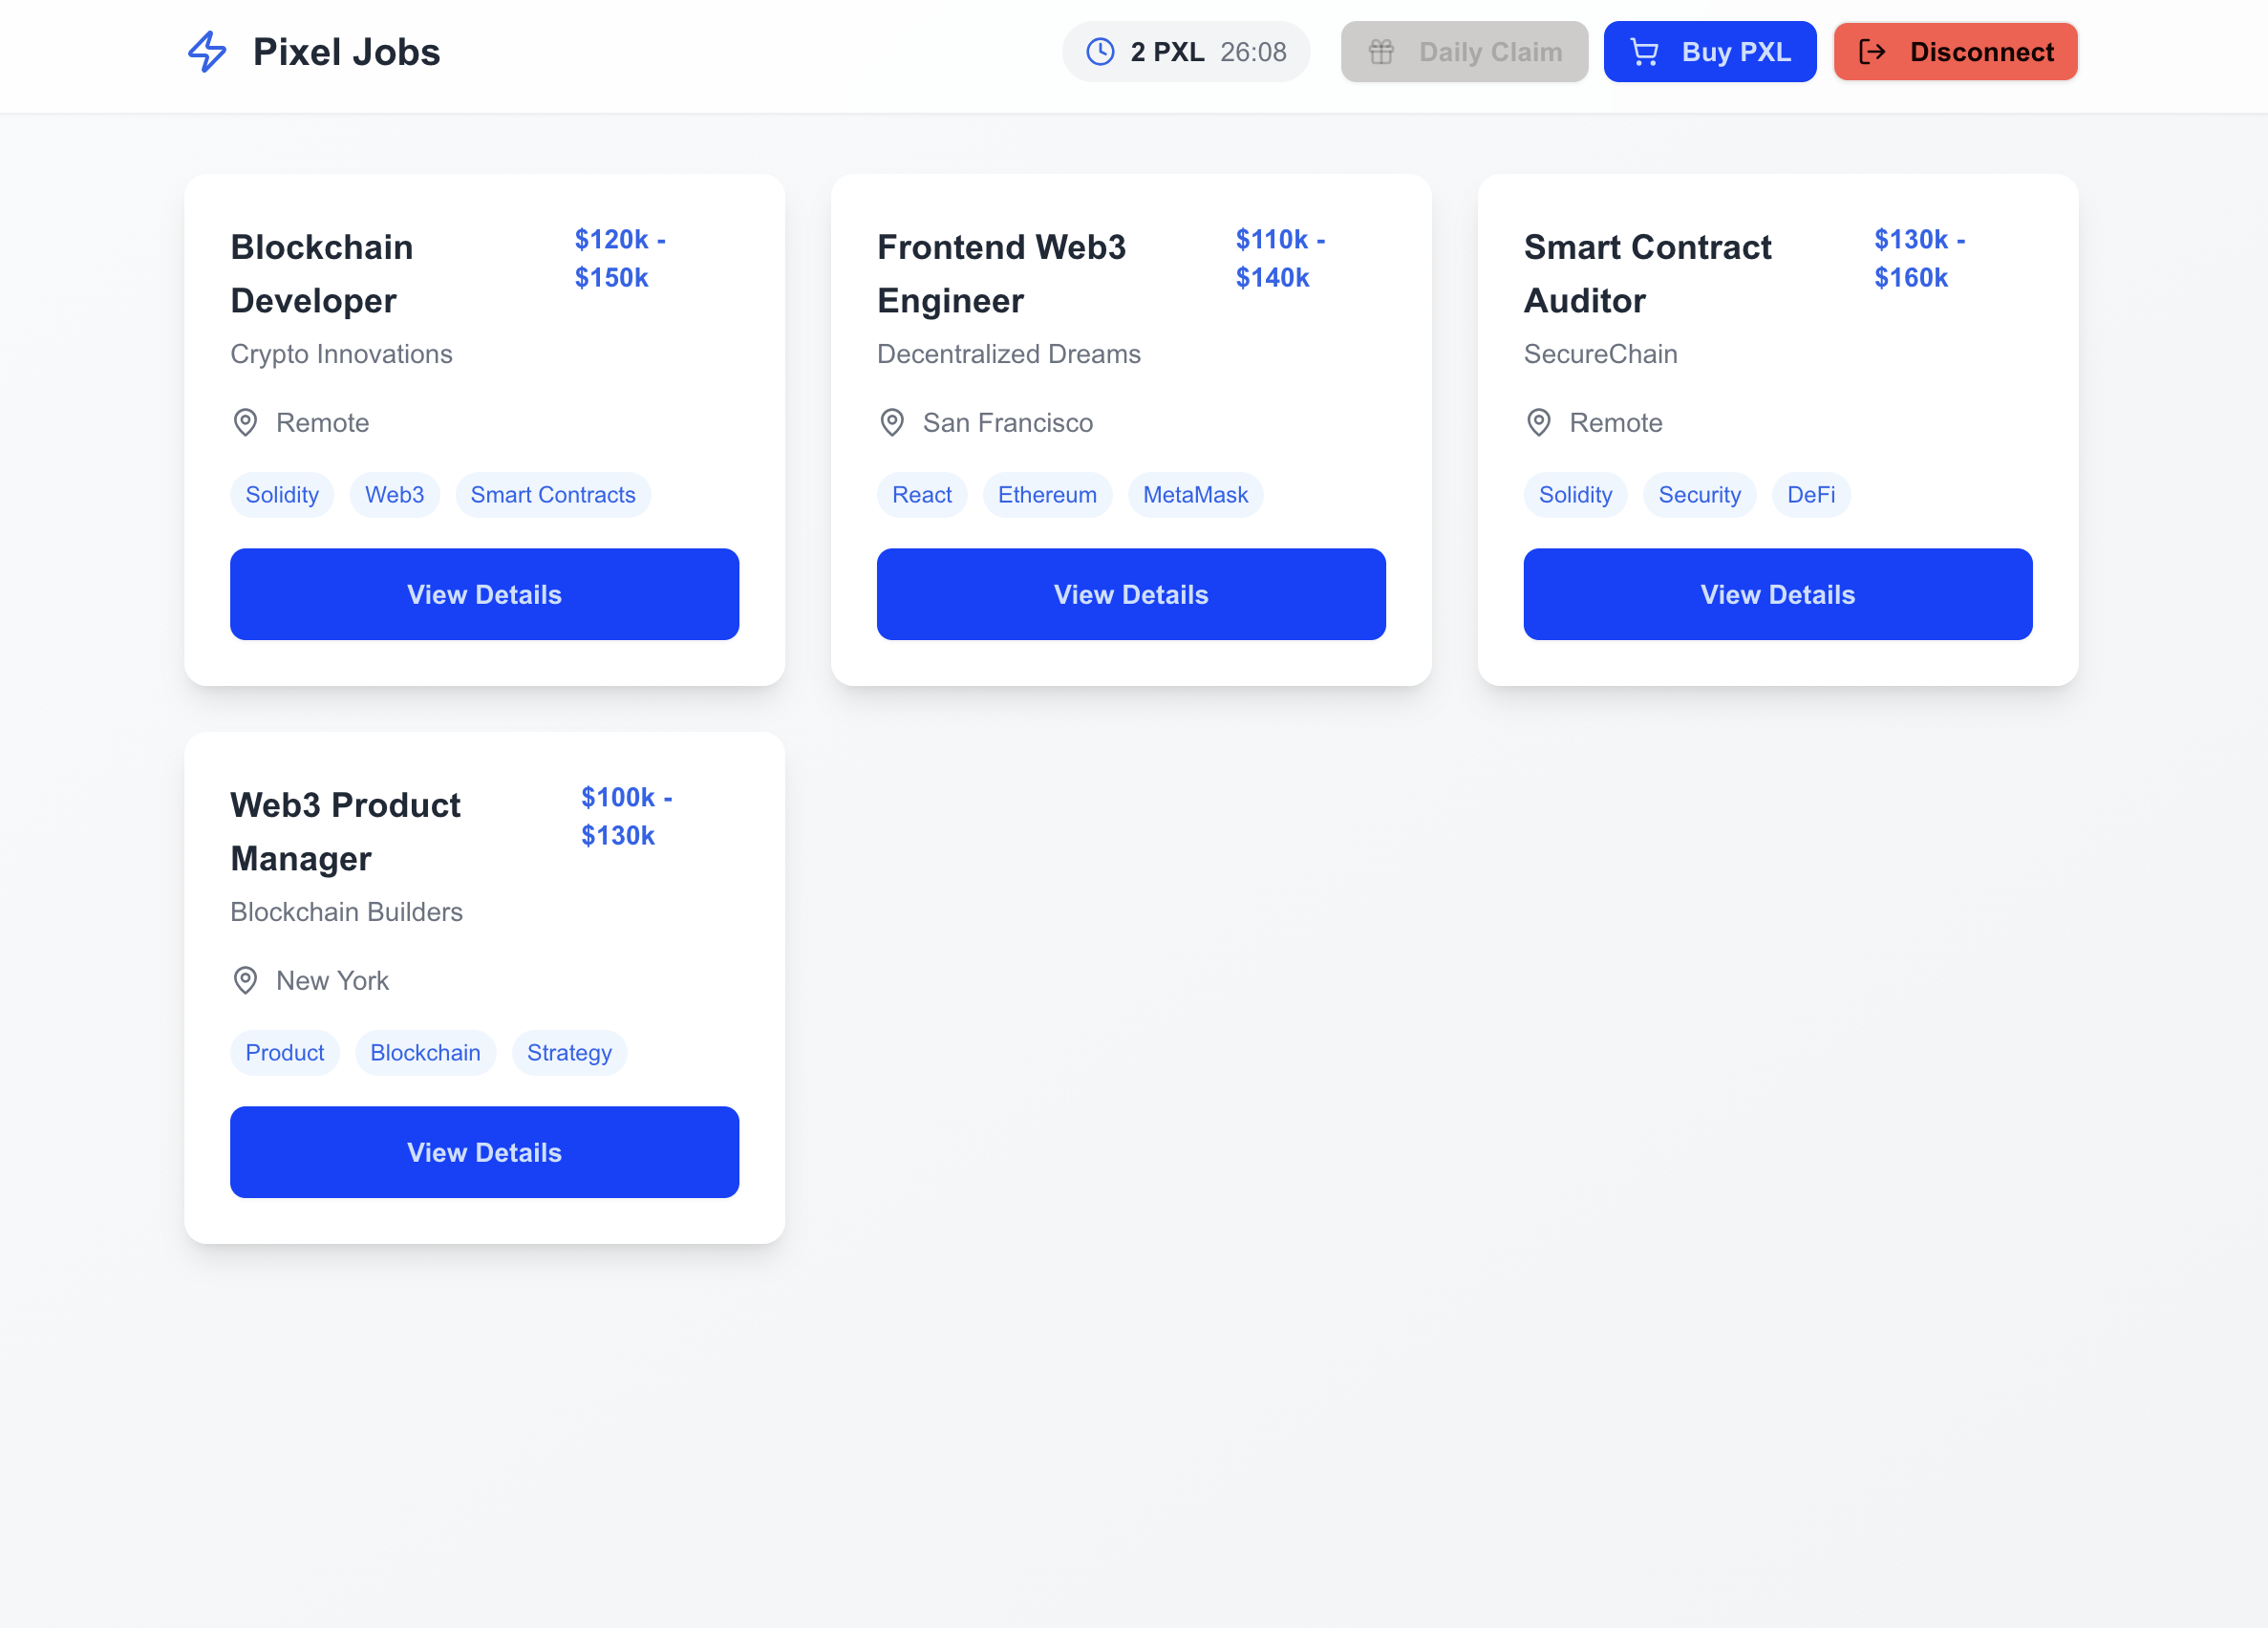 Pixel Jobs
2 PXL 26:08
Daily Claim
Buy PXL
Disconnect
Blockchain
Developer
$120k -
$150k
Crypto Innovations
Remote
Solidity Web3 Smart Contracts
View Details
Frontend Web3
Engineer
$110k -
$140k
Decentralized Dreams
San Francisco
React Ethereum MetaMask
View Details
Smart Contract
Auditor
$130k -
$160k
SecureChain
Remote
Solidity Security DeFi
View Details
Web3 Product
Manager
$100k -
$130k
Blockchain Builders
New York
Product Blockchain Strategy
View Details